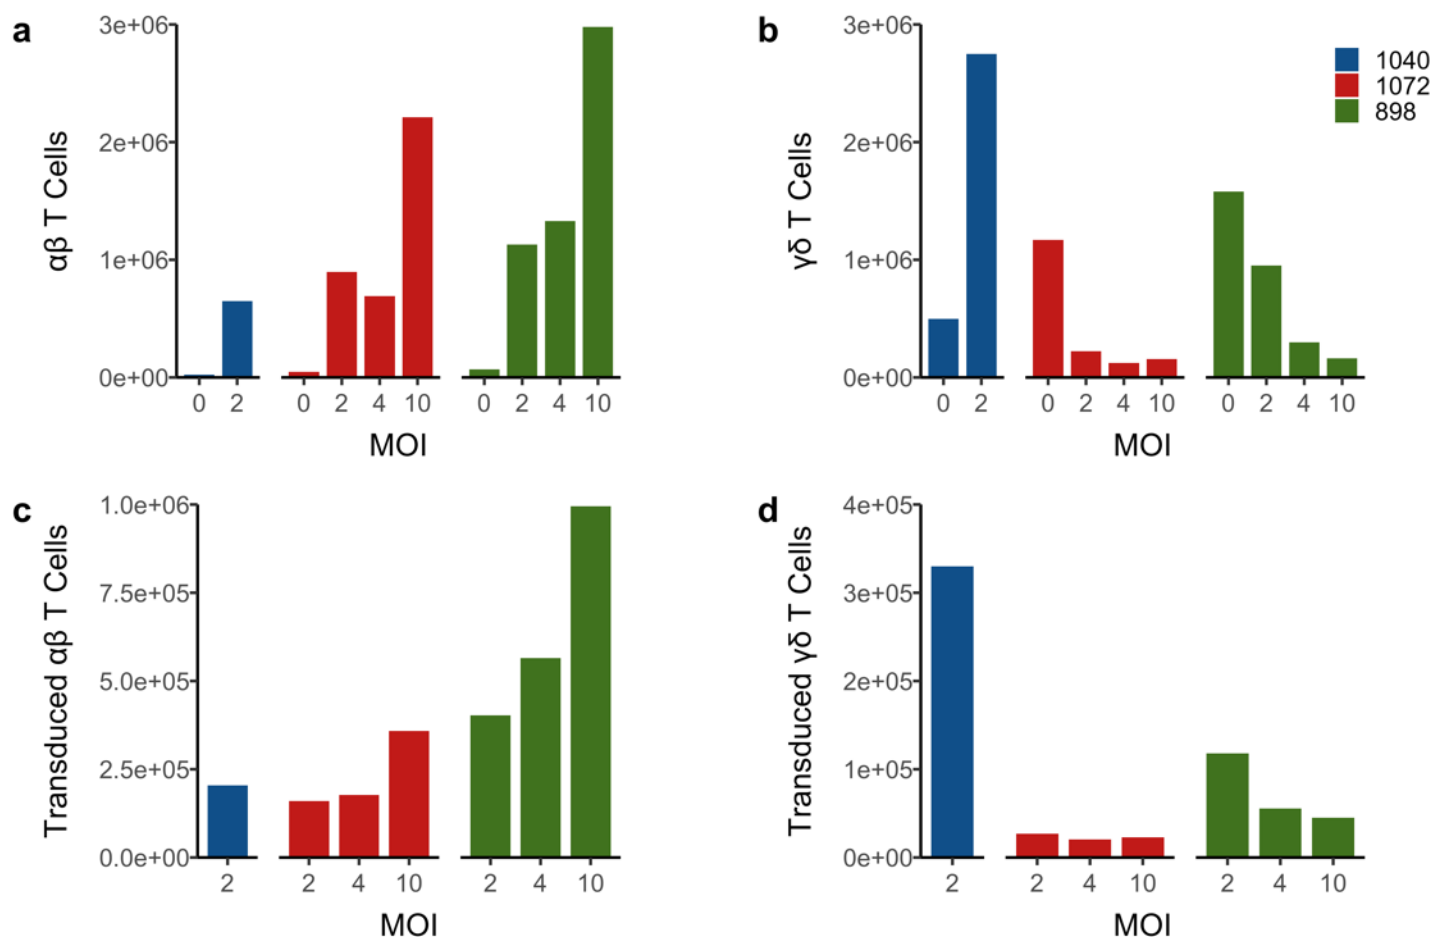 a
3e+06
2e+06
1e+06
0e+00
αβ T Cells
0 2 0 2 4 10 0 2 4 10
MOI
b
3e+06
2e+06
1e+06
0e+00
γδ T Cells
0 2 0 2 4 10 0 2 4 10
MOI
1040
1072
898
c
1.0e+06
7.5e+05
5.0e+05
2.5e+05
0.0e+00
Transduced αβ T Cells
2 2 4 10 2 4 10
MOI
d
4e+05
3e+05
2e+05
1e+05
0e+00
Transduced γδ T Cells
2 2 4 10 2 4 10
MOI